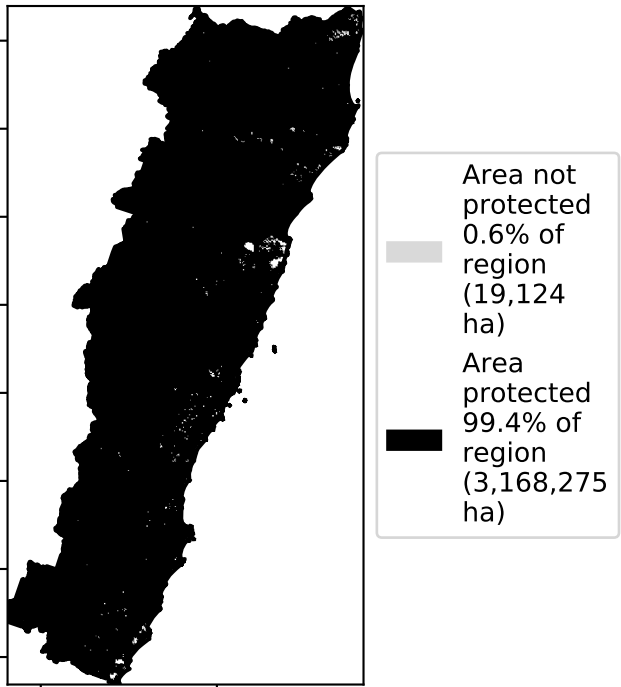 Area not
protected
0.6% of
region
(19,124
ha)
Area
protected
99.4% of
region
(3,168,275
ha)